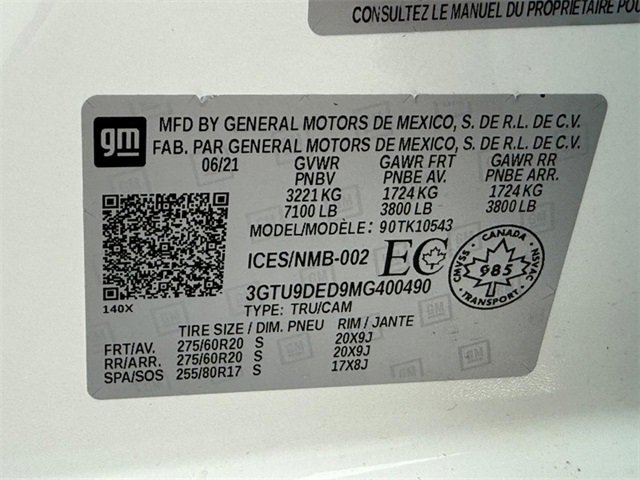 CONSULTEZ LE MANUEL DU PROPRIÉTAIRE POU
gm
MFD BY GENERAL MOTORS DE MEXICO, S. DE R.L. DE C.V.
FAB. PAR GENERAL MOTORS DE MEXICO, S. DE R.L. DE C.V.
06/21 GVWR GAWR FRT GAWR RR
PNBV PNBE AV. PNBE ARR.
3221 KG 1724 KG 1724 KG
7100 LB 3800 LB 3800 LB
MODEL/MODÈLE: 90TK10543
ICES/NMB-002 EC
CANADA
CMVSS 985 NSVAC
TRANSPORT
3GTU9DED9MG400490
140X
TYPE: TRU/CAM
TIRE SIZE / DIM. PNEU RIM / JANTE
FRT/AV. 275/60R20 S 20X9J
RR/ARR. 275/60R20 S 20X9J
SPA/SOS 255/80R17 S 17X8J